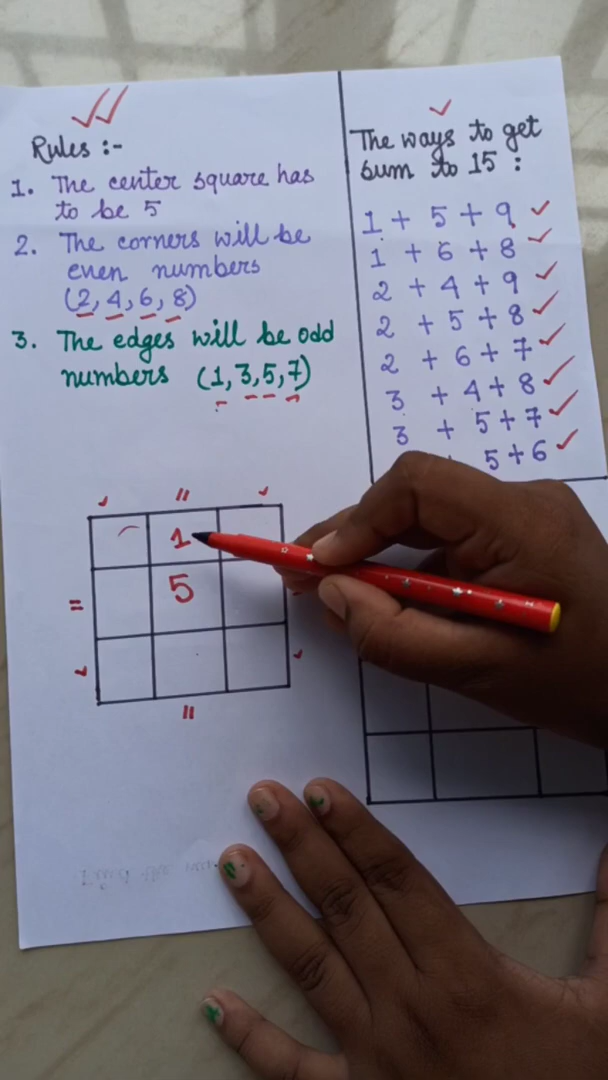 Rules :-
1. The center square has
to be 5
2. The corners will be
even numbers
(2, 4, 6, 8)
3. The edges will be odd
numbers (1, 3, 5, 7)
The ways to get
sum to 15 :
1 + 5 + 9
1 + 6 + 8
2 + 4 + 9
2 + 5 + 8
2 + 6 + 7
3 + 4 + 8
3 + 5 + 7
+ 5 + 6
1
5